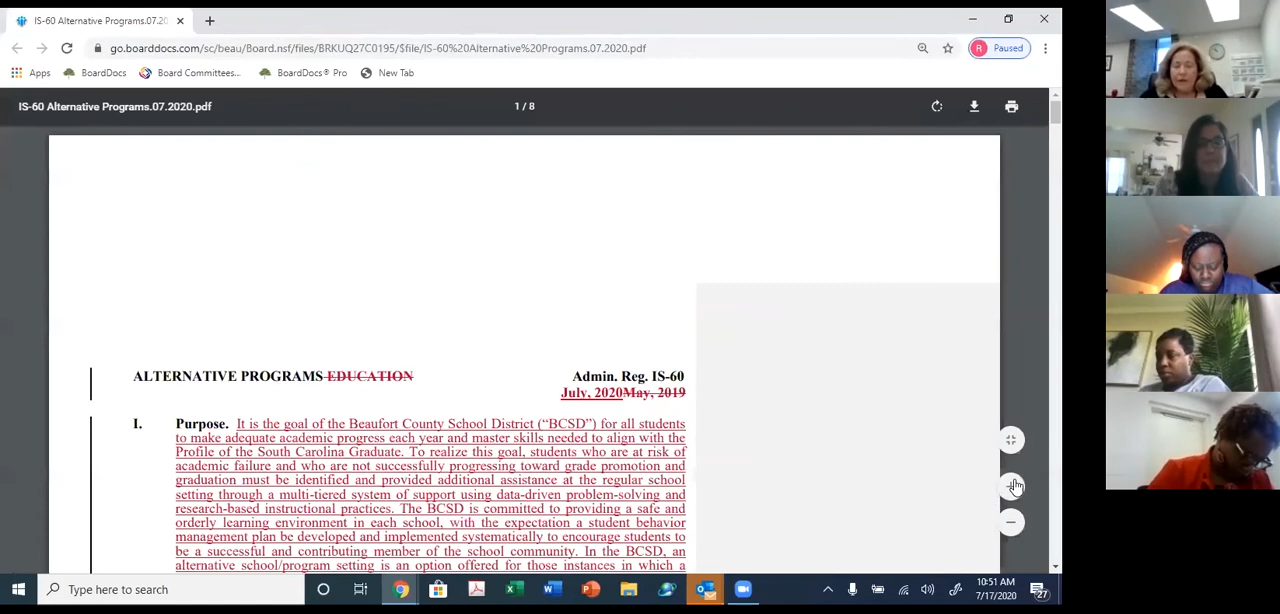 IS-60 Alternative Programs.07.20
go.boarddocs.com/sc/beau/Board.nsf/files/BRKUQ27C0195/$file/IS-60%20Alternative%20Programs.07.2020.pdf
R Paused
Apps BoardDocs Board Committees... BoardDocs® Pro New Tab
IS-60 Alternative Programs.07.2020.pdf 1 / 8
ALTERNATIVE PROGRAMS EDUCATION Admin. Reg. IS-60
July, 2020May, 2019
I. Purpose. It is the goal of the Beaufort County School District (“BCSD”) for all students
to make adequate academic progress each year and master skills needed to align with the
Profile of the South Carolina Graduate. To realize this goal, students who are at risk of
academic failure and who are not successfully progressing toward grade promotion and
graduation must be identified and provided additional assistance at the regular school
setting through a multi-tiered system of support using data-driven problem-solving and
research-based instructional practices. The BCSD is committed to providing a safe and
orderly learning environment in each school, with the expectation a student behavior
management plan be developed and implemented systematically to encourage students to
be a successful and contributing member of the school community. In the BCSD, an
alternative school/program setting is an option offered for those instances in which a
Type here to search
10:51 AM
7/17/2020
27